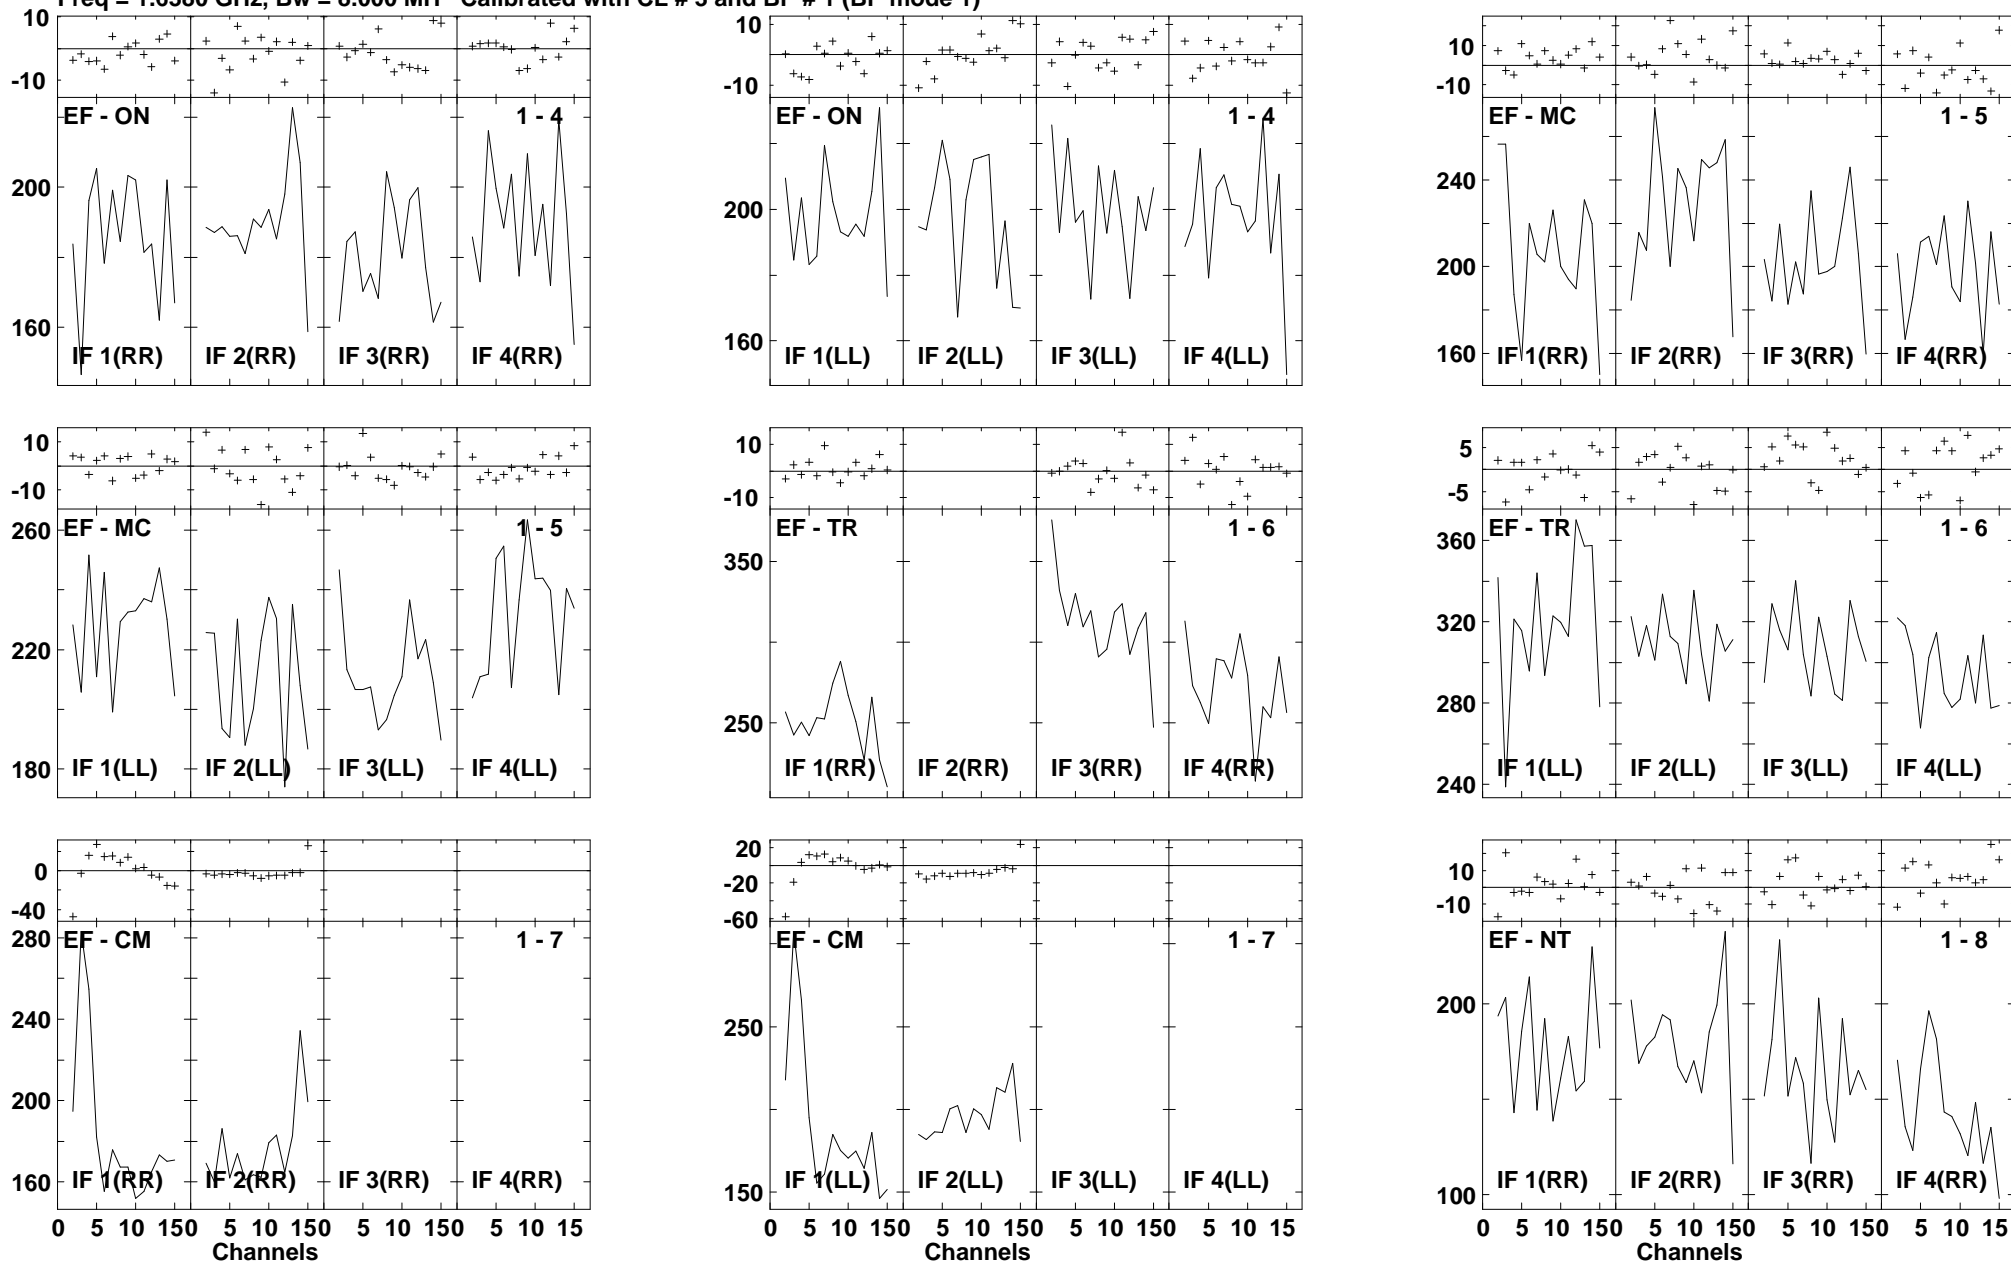 Freq = 1.6380 GHz, Bw = 8.000 MH Calibrated with CL # 3 and BP # 1 (BP mode 1)
10
-10
EF - ON
1 - 4
200
160
IF 1(RR) IF 2(RR) IF 3(RR) IF 4(RR)
10
-10
EF - ON
1 - 4
200
160
IF 1(LL) IF 2(LL) IF 3(LL) IF 4(LL)
10
-10
EF - MC
1 - 5
240
200
160
IF 1(RR) IF 2(RR) IF 3(RR) IF 4(RR)
10
-10
260
EF - MC
1 - 5
220
180
IF 1(LL) IF 2(LL) IF 3(LL) IF 4(LL)
10
-10
EF - TR
1 - 6
350
250
IF 1(RR) IF 2(RR) IF 3(RR) IF 4(RR)
5
-5
EF - TR
1 - 6
360
320
280
240
IF 1(LL) IF 2(LL) IF 3(LL) IF 4(LL)
0
-40
280
EF - CM
1 - 7
240
200
160
IF 1(RR) IF 2(RR) IF 3(RR) IF 4(RR)
0 5 10 150 5 10 150 5 10 150 5 10 15
Channels
20
-20
-60
EF - CM
1 - 7
250
150
IF 1(LL) IF 2(LL) IF 3(LL) IF 4(LL)
0 5 10 150 5 10 150 5 10 150 5 10 15
Channels
10
-10
EF - NT
1 - 8
200
100
IF 1(RR) IF 2(RR) IF 3(RR) IF 4(RR)
0 5 10 150 5 10 150 5 10 150 5 10 15
Channels